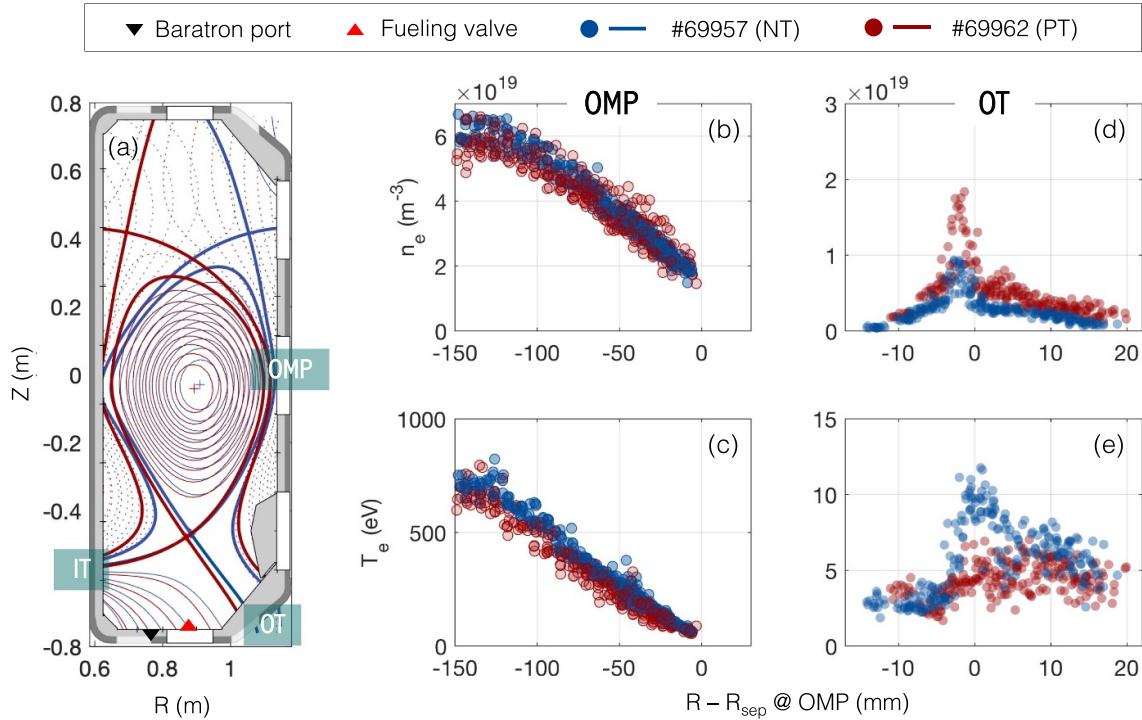 Baratron port Fueling valve #69957 (NT) #69962 (PT)
× 10¹⁹ OMP × 10¹⁹ OT
(a) (b) (d)
0.8
0.6
0.4
0.2
0
-0.2
-0.4
-0.6
-0.8
Z (m)
0.6 0.8 1
R (m)
OMP
IT
OT
6
4
2
0
n_e (m⁻³)
-150 -100 -50 0
3
2
1
0
-10 0 10 20
(c) (e)
1000
500
0
T_e (eV)
-150 -100 -50 0
15
10
5
0
-10 0 10 20
R – R_sep @ OMP (mm)